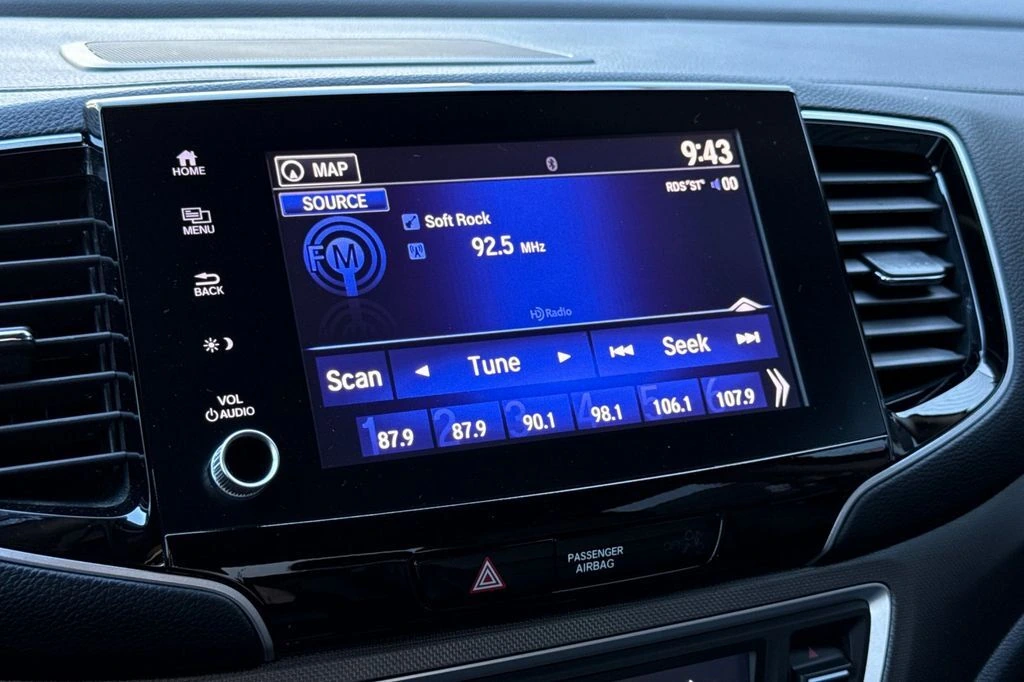 HOME
MENU
BACK
VOL
AUDIO
MAP
9:43
SOURCE
RDS"ST" 00
FM
Soft Rock
92.5 MHz
HD Radio
Scan
Tune
Seek
1 87.9
2 87.9
3 90.1
4 98.1
5 106.1
6 107.9
PASSENGER
AIRBAG